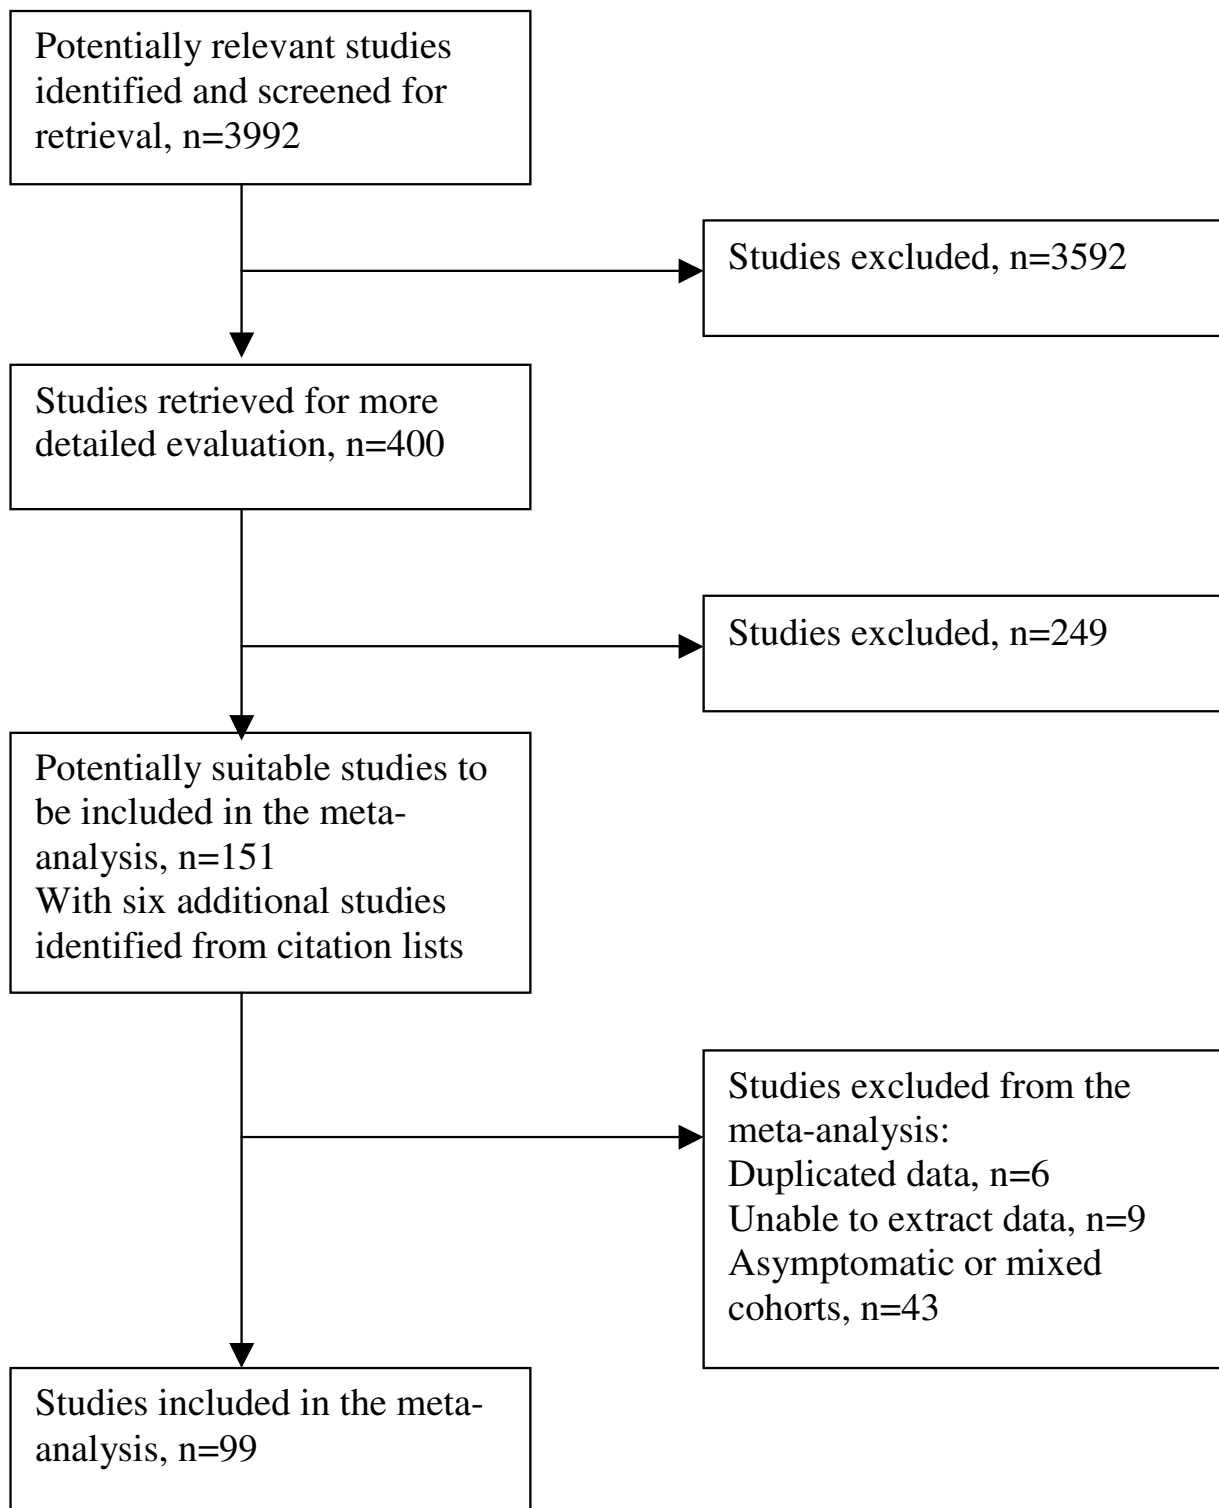 Potentially relevant studies
identified and screened for
retrieval, n=3992
Studies excluded, n=3592
Studies retrieved for more
detailed evaluation, n=400
Studies excluded, n=249
Potentially suitable studies to
be included in the meta-
analysis, n=151
With six additional studies
identified from citation lists
Studies excluded from the
meta-analysis:
Duplicated data, n=6
Unable to extract data, n=9
Asymptomatic or mixed
cohorts, n=43
Studies included in the meta-
analysis, n=99